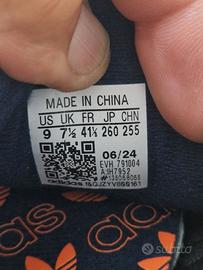 MADE IN CHINA
US UK FR JP CHN
9 7½ 41⅓ 260 255
06/24
EVH 791004
JH7952
adidas
adidas
Subito